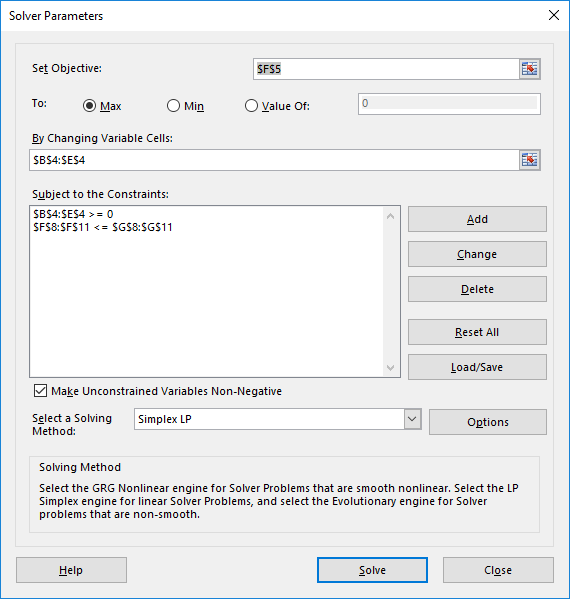 Solver Parameters
Set Objective:
$F$5
To:
Max
Min
Value Of:
0
By Changing Variable Cells:
$B$4:$E$4
Subject to the Constraints:
$B$4:$E$4 >= 0
$F$8:$F$11 <= $G$8:$G$11
Add
Change
Delete
Reset All
Load/Save
Make Unconstrained Variables Non-Negative
Select a Solving
Method:
Simplex LP
Options
Solving Method
Select the GRG Nonlinear engine for Solver Problems that are smooth nonlinear. Select the LP
Simplex engine for linear Solver Problems, and select the Evolutionary engine for Solver
problems that are non-smooth.
Help
Solve
Close